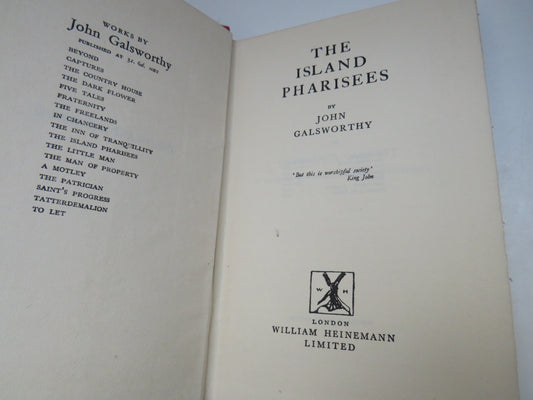 WORKS BY
John Galsworthy
PUBLISHED AT 3s. 6d. NET
BEYOND
CAPTURES
THE COUNTRY HOUSE
THE DARK FLOWER
FIVE TALES
FRATERNITY
THE FREELANDS
IN CHANCERY
THE INN OF TRANQUILLITY
THE ISLAND PHARISEES
THE LITTLE MAN
THE MAN OF PROPERTY
A MOTLEY
THE PATRICIAN
SAINT'S PROGRESS
TATTERDEMALION
TO LET
THE
ISLAND
PHARISEES
BY
JOHN
GALSWORTHY
'But this is worshipful society'
King John
W H
LONDON
WILLIAM HEINEMANN
LIMITED